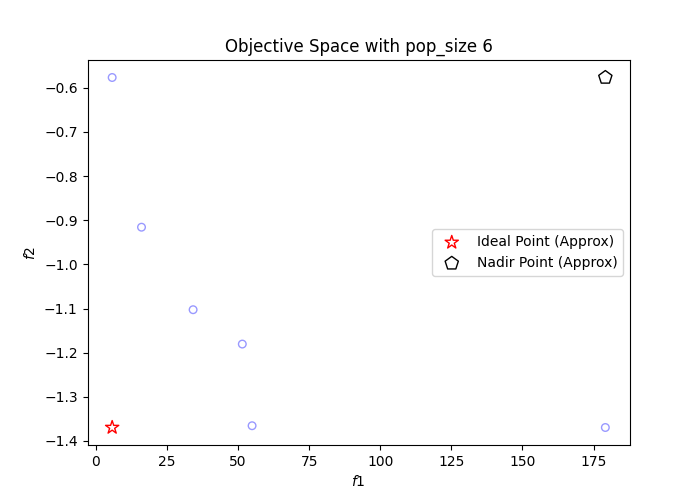 Objective Space with pop_size 6
−0.6
−0.7
−0.8
−0.9
−1.0
−1.1
−1.2
−1.3
−1.4
f2
Ideal Point (Approx)
Nadir Point (Approx)
0 25 50 75 100 125 150 175
f1